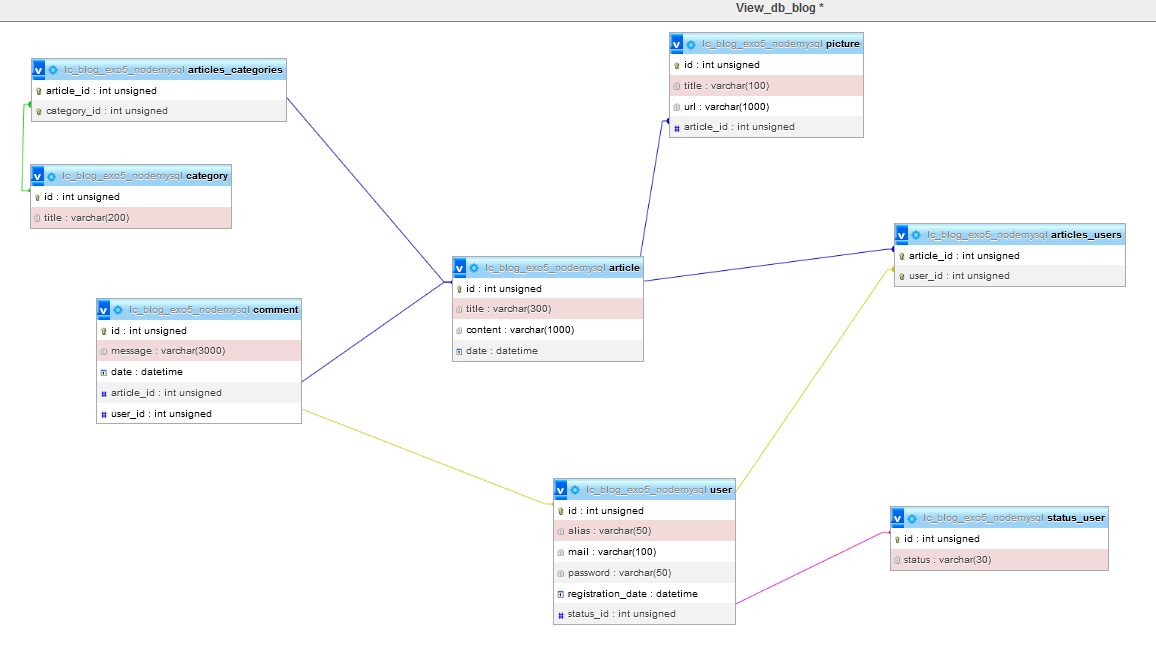 View_db_blog *
v lc_blog_exo5_nodemysql picture
id : int unsigned
title : varchar(100)
url : varchar(1000)
article_id : int unsigned
v lc_blog_exo5_nodemysql articles_categories
article_id : int unsigned
category_id : int unsigned
v lc_blog_exo5_nodemysql category
id : int unsigned
title : varchar(200)
v lc_blog_exo5_nodemysql articles_users
article_id : int unsigned
user_id : int unsigned
v lc_blog_exo5_nodemysql article
id : int unsigned
title : varchar(300)
content : varchar(1000)
date : datetime
v lc_blog_exo5_nodemysql comment
id : int unsigned
message : varchar(3000)
date : datetime
# article_id : int unsigned
# user_id : int unsigned
v lc_blog_exo5_nodemysql user
id : int unsigned
alias : varchar(50)
mail : varchar(100)
password : varchar(50)
registration_date : datetime
# status_id : int unsigned
v lc_blog_exo5_nodemysql status_user
id : int unsigned
status : varchar(30)